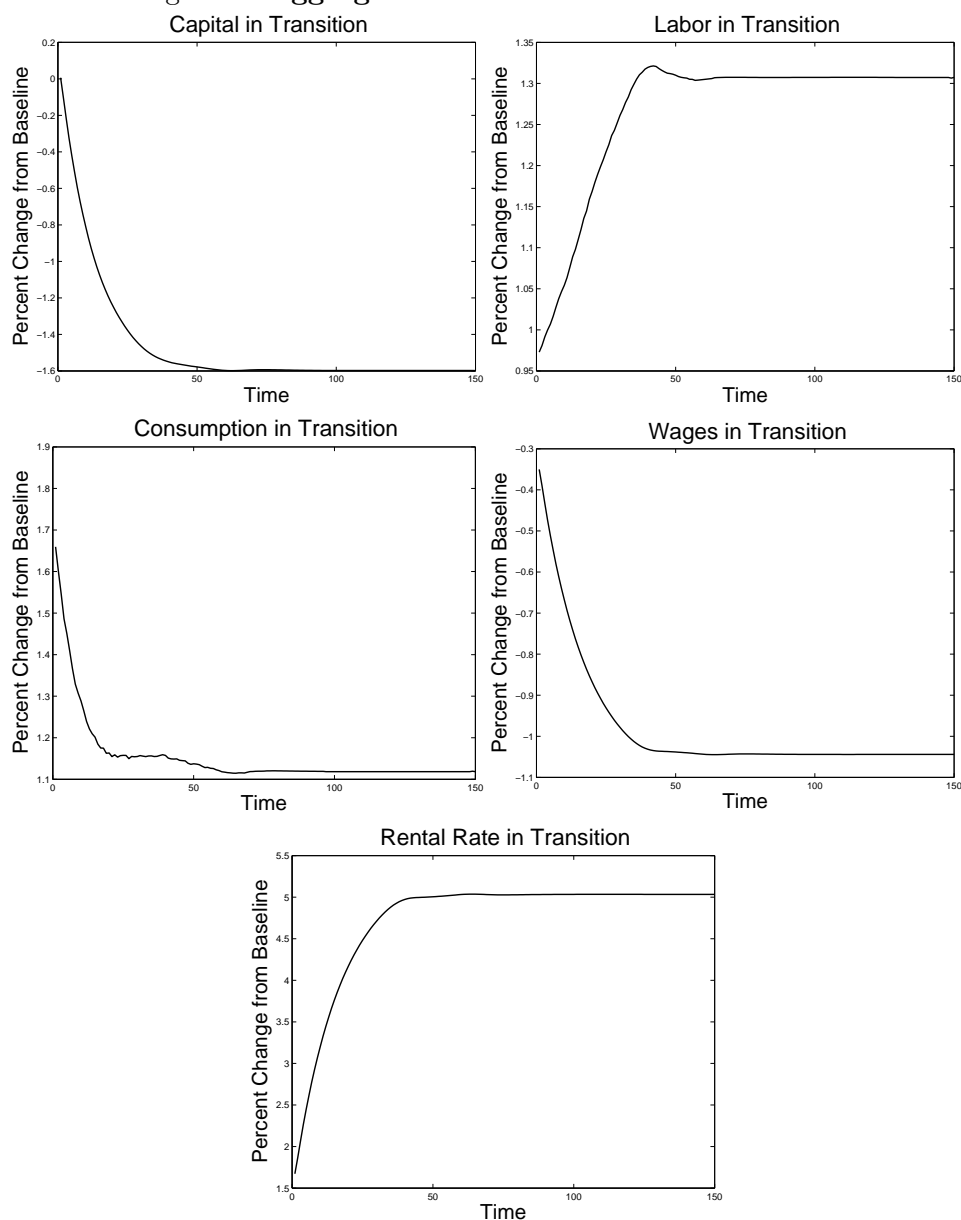 Capital in Transition
0.2
0
−0.2
−0.4
−0.6
−0.8
−1
−1.2
−1.4
−1.6
0 50 100 150
Percent Change from Baseline
Time
Labor in Transition
1.35
1.3
1.25
1.2
1.15
1.1
1.05
1
0.95
0 50 100 150
Percent Change from Baseline
Time
Consumption in Transition
1.9
1.8
1.7
1.6
1.5
1.4
1.3
1.2
1.1
0 50 100 150
Percent Change from Baseline
Time
Wages in Transition
−0.3
−0.4
−0.5
−0.6
−0.7
−0.8
−0.9
−1
−1.1
0 50 100 150
Percent Change from Baseline
Time
Rental Rate in Transition
5.5
5
4.5
4
3.5
3
2.5
2
1.5
0 50 100 150
Percent Change from Baseline
Time